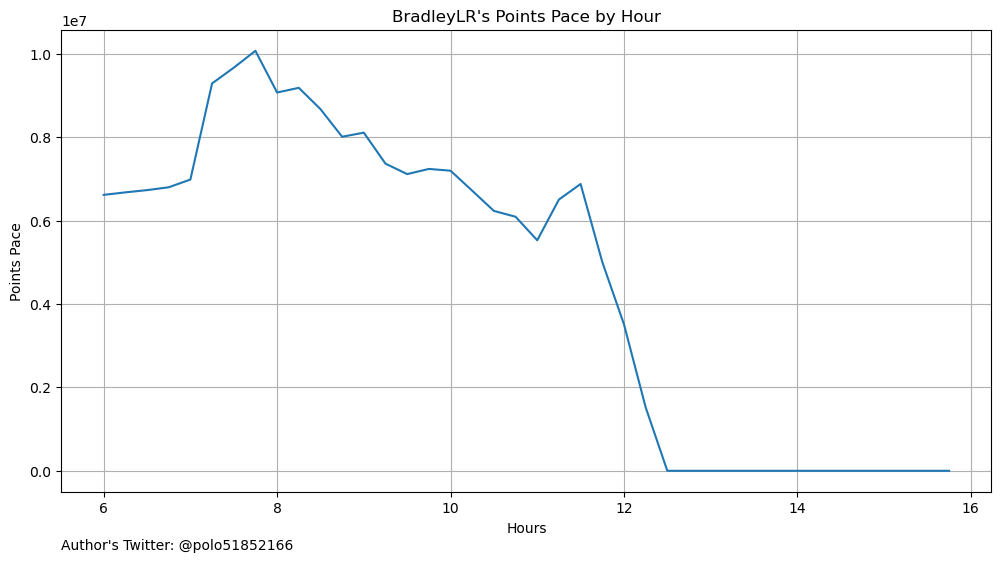 BradleyLR's Points Pace by Hour
1e7
1.0
0.8
0.6
0.4
0.2
0.0
Points Pace
6 8 10 12 14 16
Hours
Author's Twitter: @polo51852166